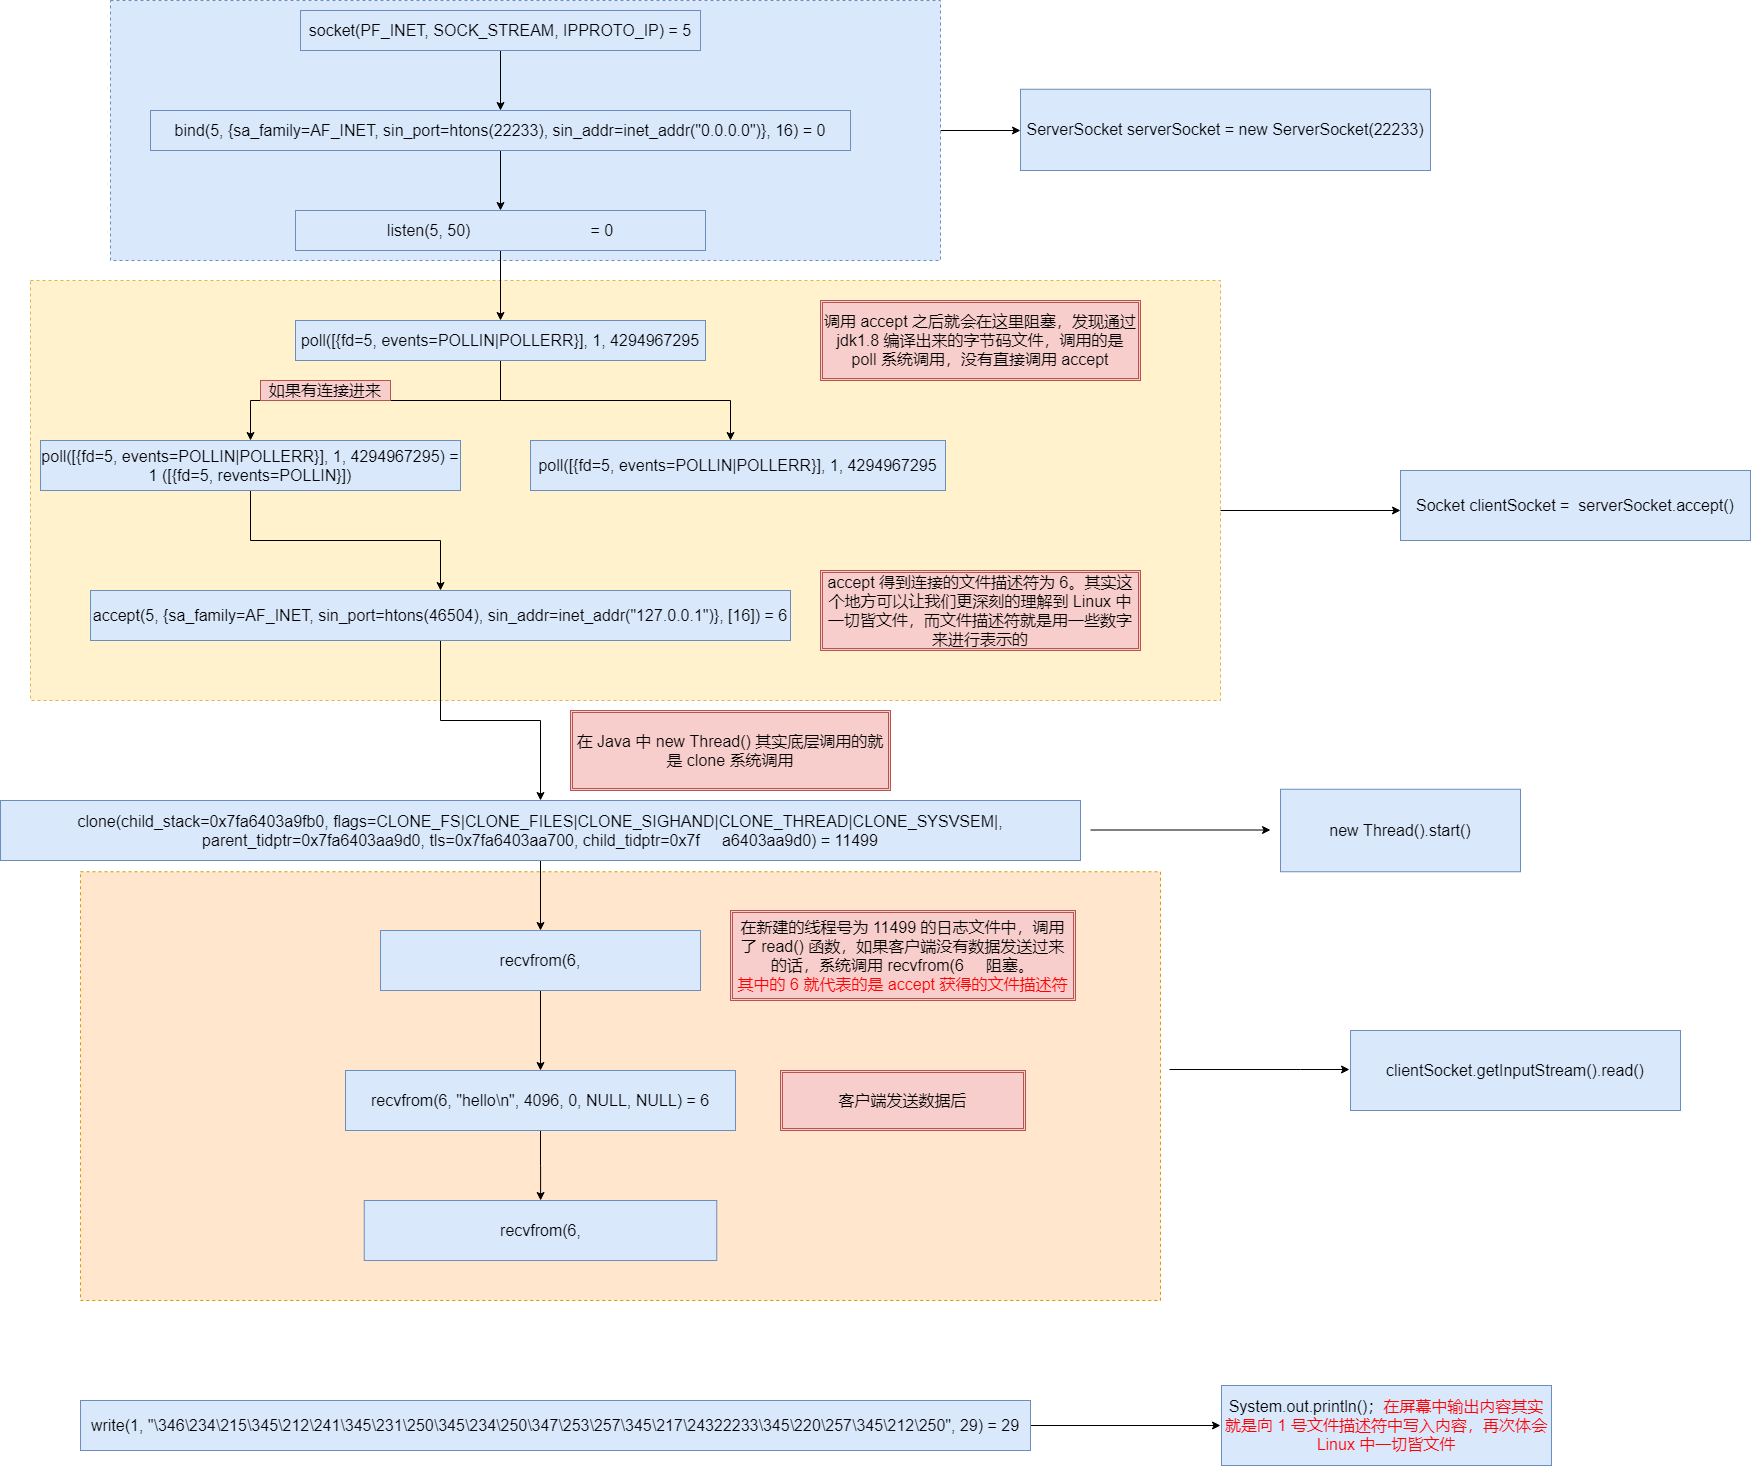 socket(PF_INET, SOCK_STREAM, IPPROTO_IP) = 5
bind(5, {sa_family=AF_INET, sin_port=htons(22233), sin_addr=inet_addr("0.0.0.0")}, 16) = 0
ServerSocket serverSocket = new ServerSocket(22233)
listen(5, 50) = 0
poll([{fd=5, events=POLLIN|POLLERR}], 1, 4294967295
调用 accept 之后就会在这里阻塞，发现通过
jdk1.8 编译出来的字节码文件，调用的是
poll 系统调用，没有直接调用 accept
如果有连接进来
poll([{fd=5, events=POLLIN|POLLERR}], 1, 4294967295) =
1 ([{fd=5, revents=POLLIN}])
poll([{fd=5, events=POLLIN|POLLERR}], 1, 4294967295
Socket clientSocket = serverSocket.accept()
accept(5, {sa_family=AF_INET, sin_port=htons(46504), sin_addr=inet_addr("127.0.0.1")}, [16]) = 6
accept 得到连接的文件描述符为 6。其实这
个地方可以让我们更深刻的理解到 Linux 中
一切皆文件，而文件描述符就是用一些数字
来进行表示的
在 Java 中 new Thread() 其实底层调用的就
是 clone 系统调用
clone(child_stack=0x7fa6403a9fb0, flags=CLONE_FS|CLONE_FILES|CLONE_SIGHAND|CLONE_THREAD|CLONE_SYSVSEM|,
parent_tidptr=0x7fa6403aa9d0, tls=0x7fa6403aa700, child_tidptr=0x7f a6403aa9d0) = 11499
new Thread().start()
recvfrom(6,
在新建的线程号为 11499 的日志文件中，调用
了 read() 函数，如果客户端没有数据发送过来
的话，系统调用 recvfrom(6 阻塞。
其中的 6 就代表的是 accept 获得的文件描述符
recvfrom(6, "hello\n", 4096, 0, NULL, NULL) = 6
客户端发送数据后
clientSocket.getInputStream().read()
recvfrom(6,
write(1, "\346\234\215\345\212\241\345\231\250\345\234\250\347\253\257\345\217\24322233\345\220\257\345\212\250", 29) = 29
System.out.println()；在屏幕中输出内容其实
就是向 1 号文件描述符中写入内容，再次体会
Linux 中一切皆文件